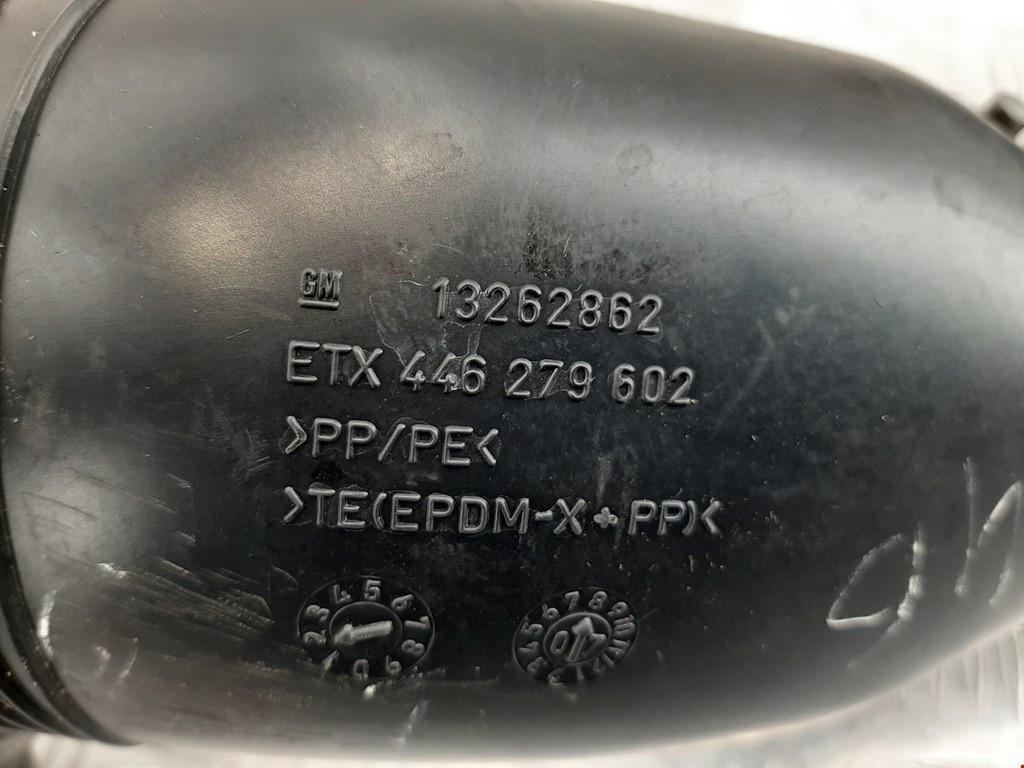 GM 13262862
ETX 446 279 602
>PP/PE<
>TE(EPDM-X+PP)<